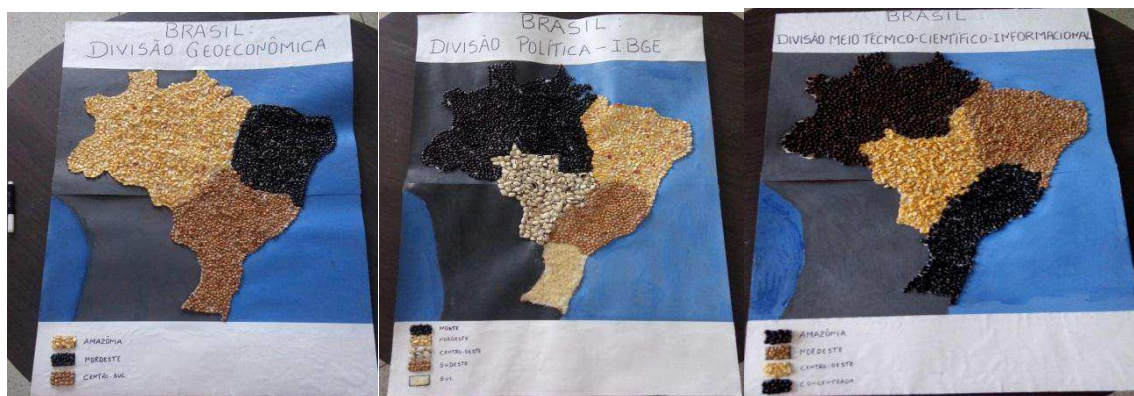 BRASIL:
DIVISÃO GEOECONÔMICA
AMAZÔNIA
NORDESTE
CENTRO-SUL
BRASIL:
DIVISÃO POLÍTICA-IBGE
NORTE
NORDESTE
CENTRO-OESTE
SUDESTE
SUL
BRASIL
DIVISÃO MEIO TÉCNICO-CIENTÍFICO-INFORMACIONAL
AMAZÔNIA
NORDESTE
CENTRO-OESTE
CONCENTRADA